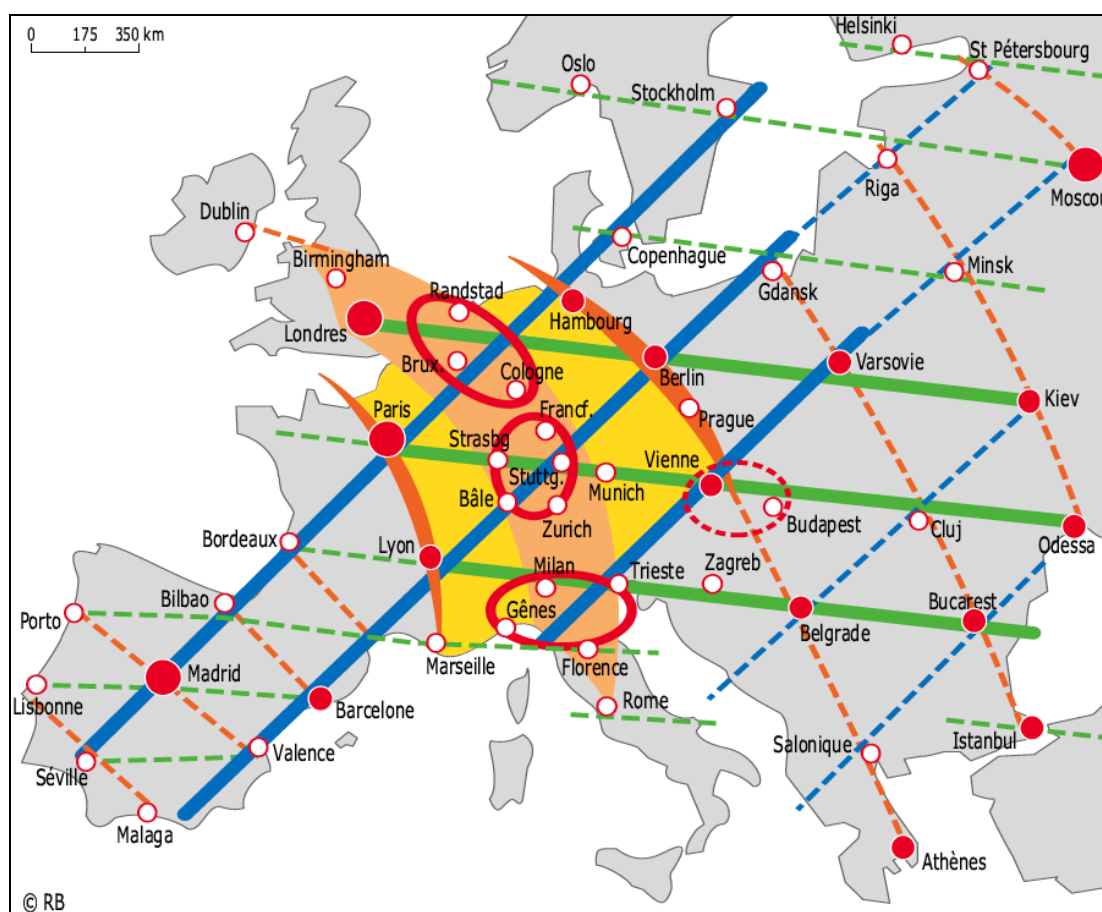 0 175 350 km
Helsinki
St Pétersbourg
Oslo
Stockholm
Riga
Moscou
Dublin
Copenhague
Birmingham
Minsk
Randstad
Gdansk
Londres
Hambourg
Brux.
Cologne
Berlin
Varsovie
Kiev
Paris
Francf.
Prague
Strasbg
Stuttg.
Vienne
Munich
Bâle
Zurich
Budapest
Cluj
Odessa
Bordeaux
Lyon
Milan
Trieste
Zagreb
Bilbao
Gênes
Bucarest
Porto
Belgrade
Marseille
Florence
Madrid
Lisbonne
Barcelone
Rome
Valence
Salonique
Istanbul
Séville
Malaga
Athènes
© RB